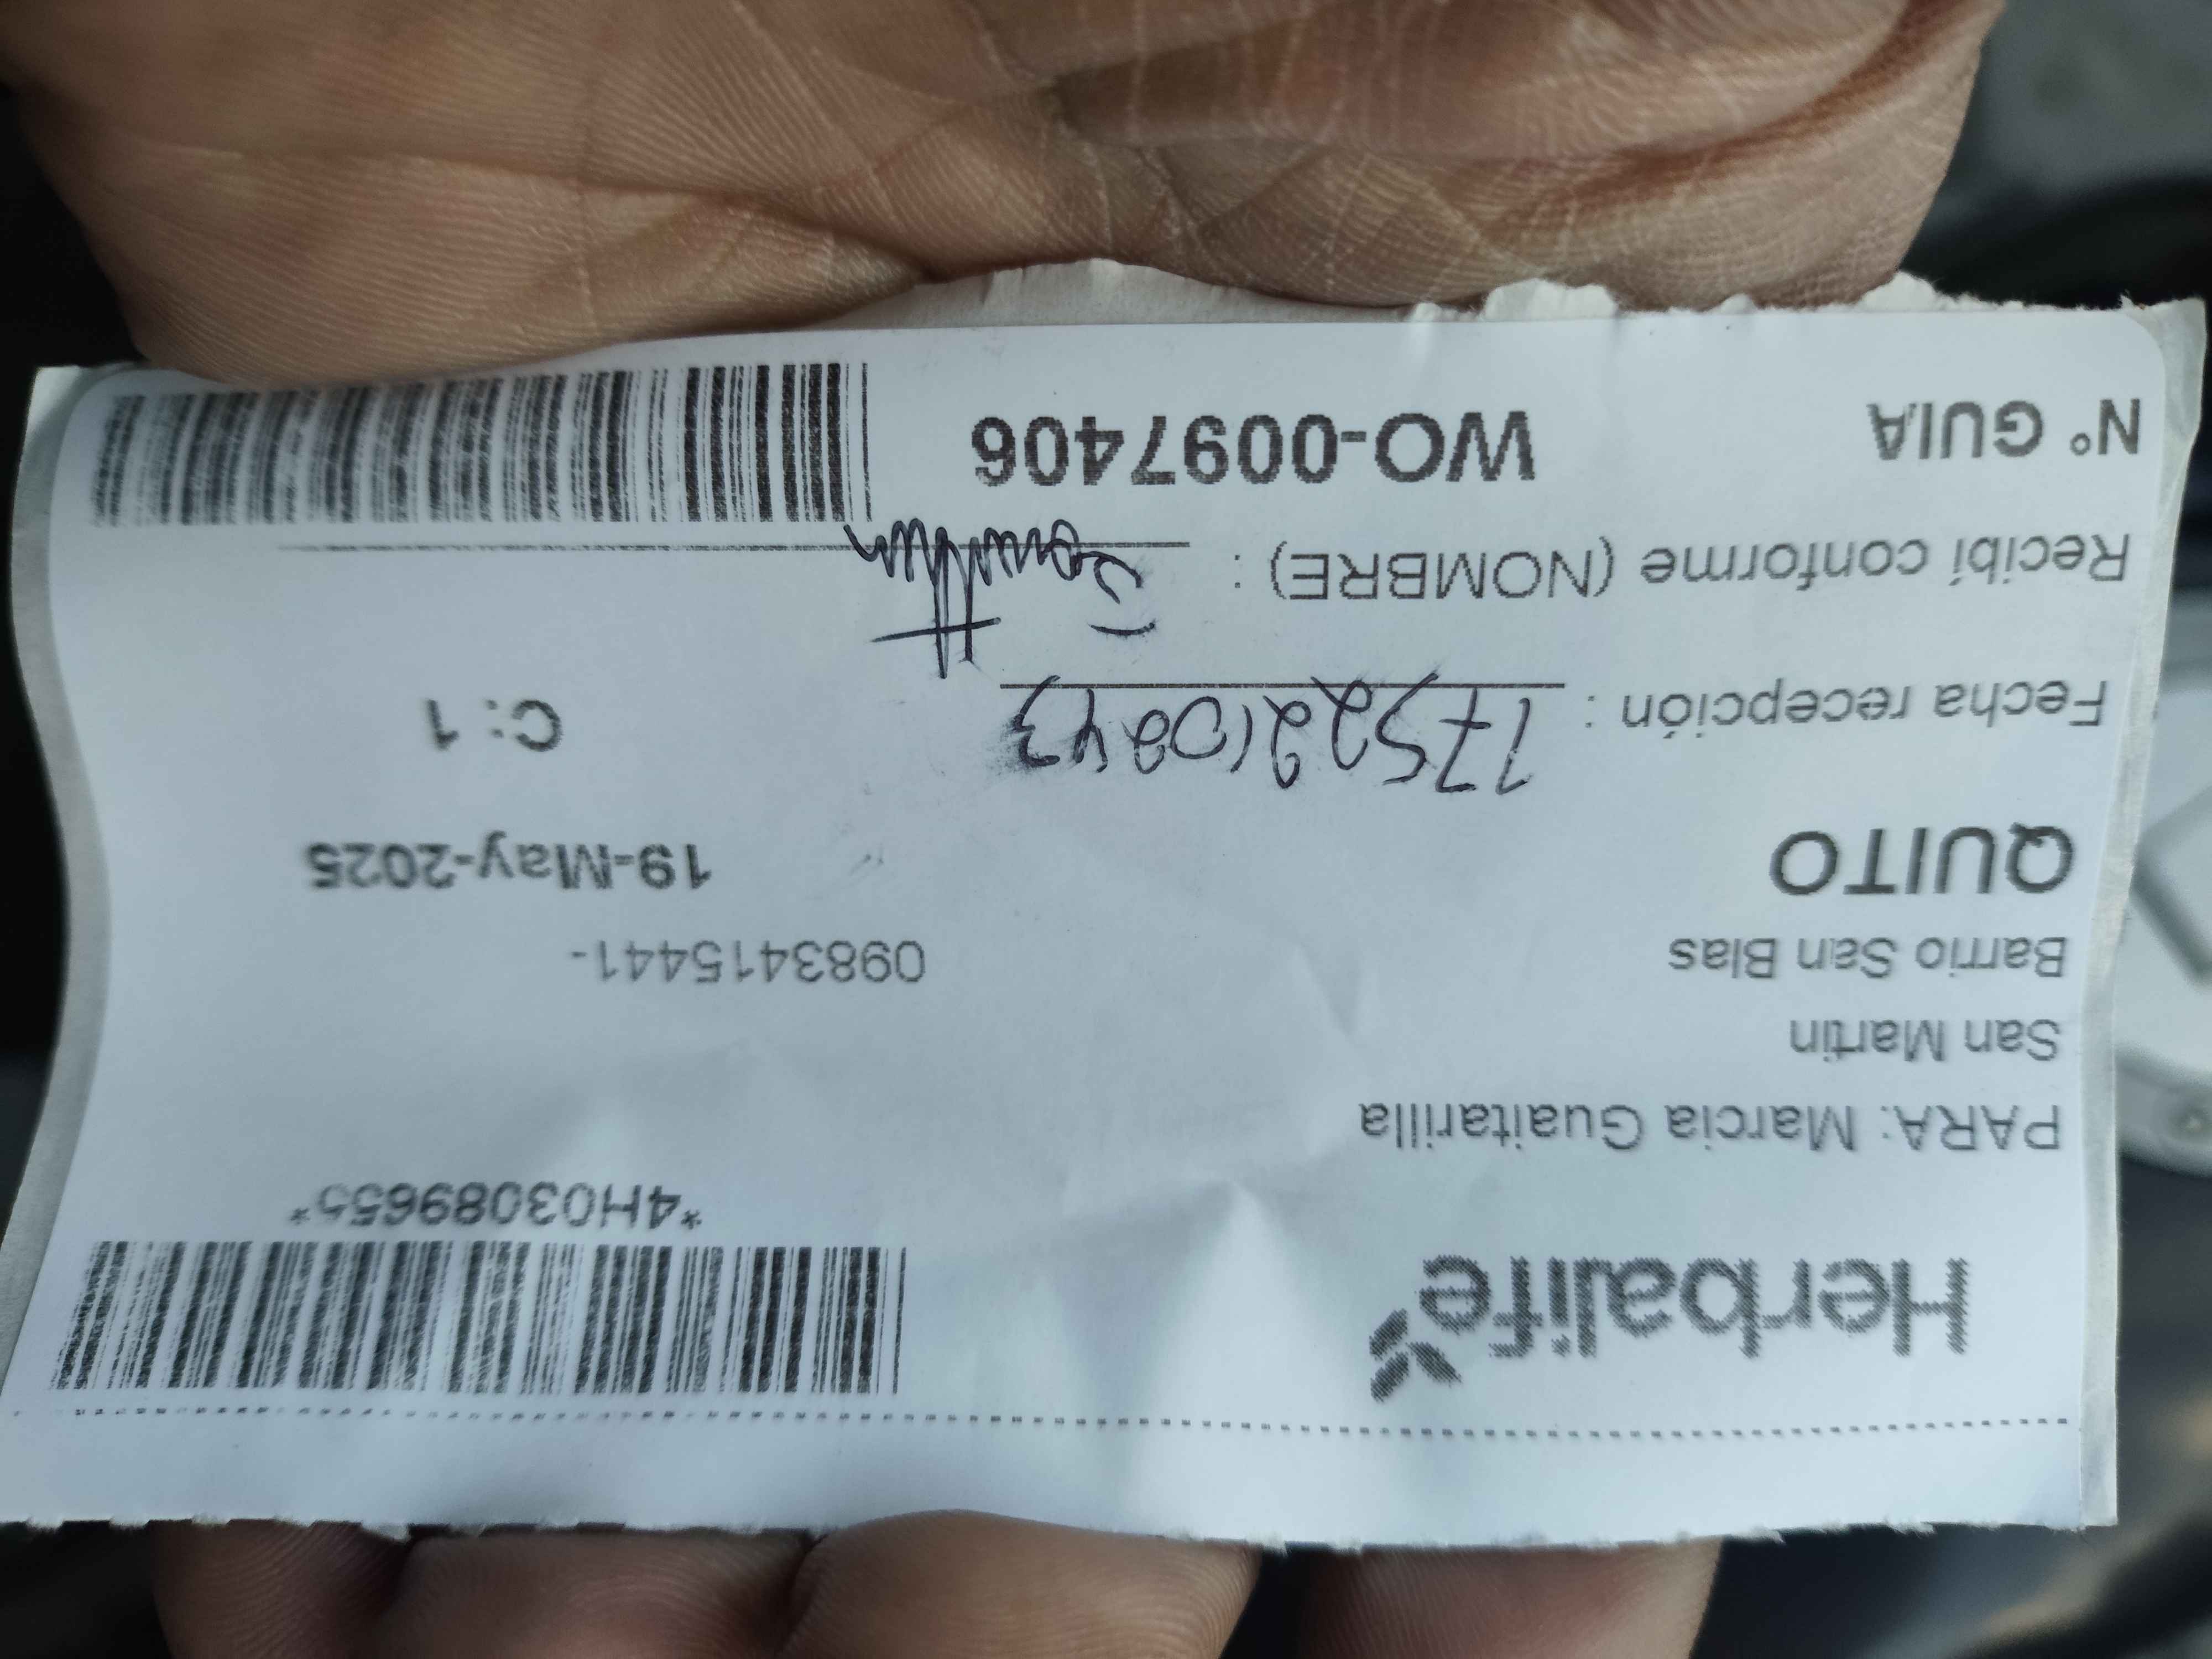 Herbalife
*4H03089655*
PARA: Marcia Guaitarilla
San Martin
Barrio San Blas
0983415441-
QUITO
19-May-2025
Fecha recepción :
C: 1
Recibí conforme (NOMBRE) :
N° GUIA
WO-0097406